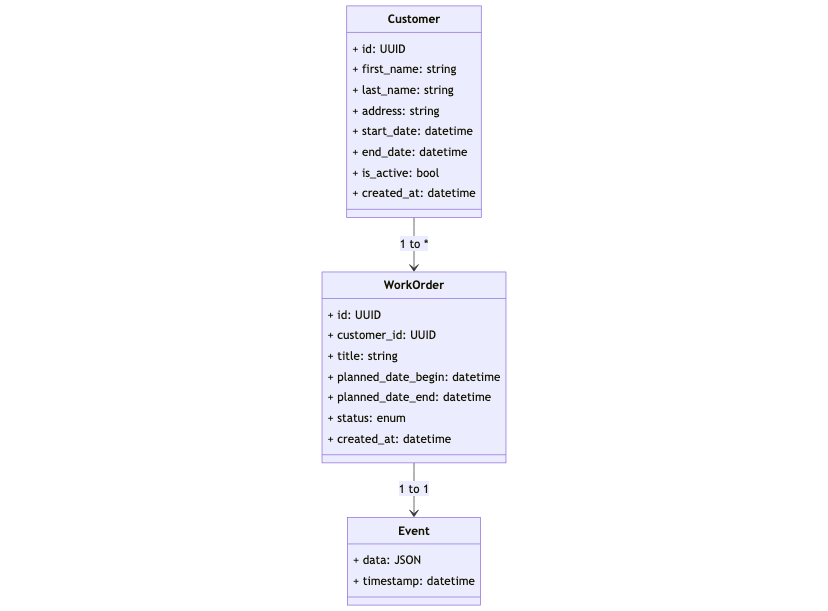 Customer
+ id: UUID
+ first_name: string
+ last_name: string
+ address: string
+ start_date: datetime
+ end_date: datetime
+ is_active: bool
+ created_at: datetime
1 to *
WorkOrder
+ id: UUID
+ customer_id: UUID
+ title: string
+ planned_date_begin: datetime
+ planned_date_end: datetime
+ status: enum
+ created_at: datetime
1 to 1
Event
+ data: JSON
+ timestamp: datetime